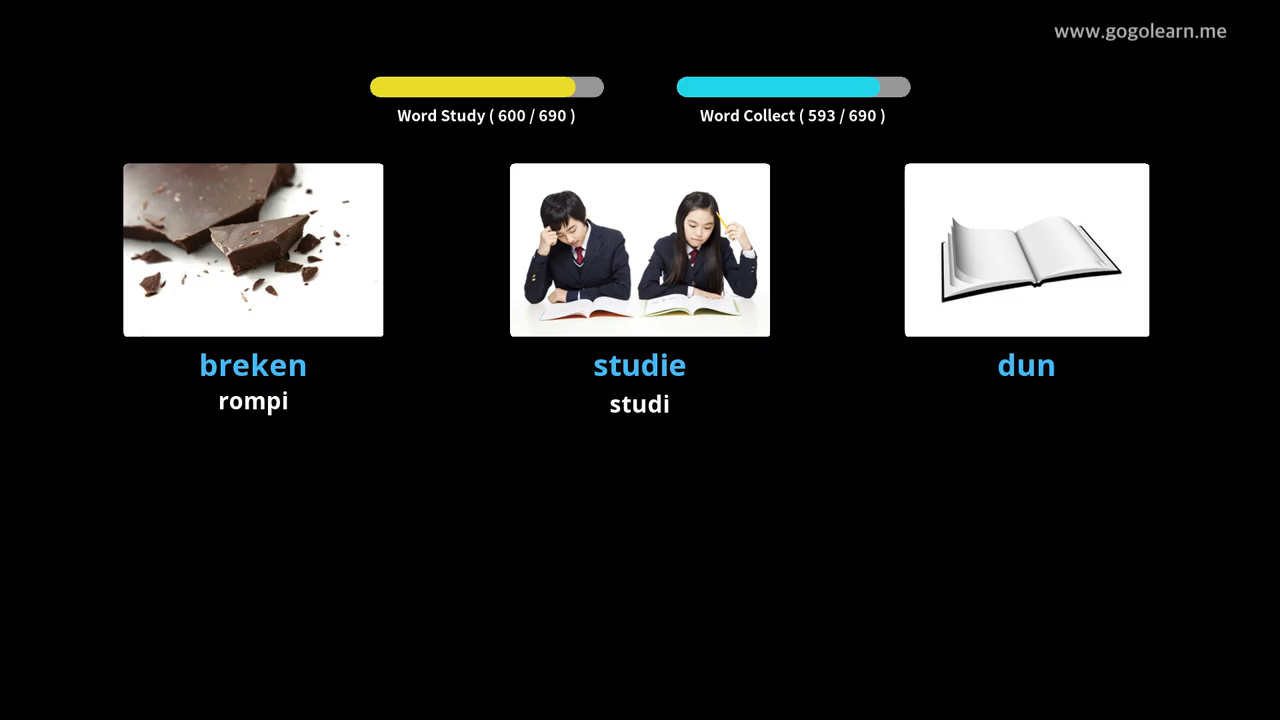 www.gogolearn.me
Word Study ( 600 / 690 )
Word Collect ( 593 / 690 )
breken
rompi
studie
studi
dun